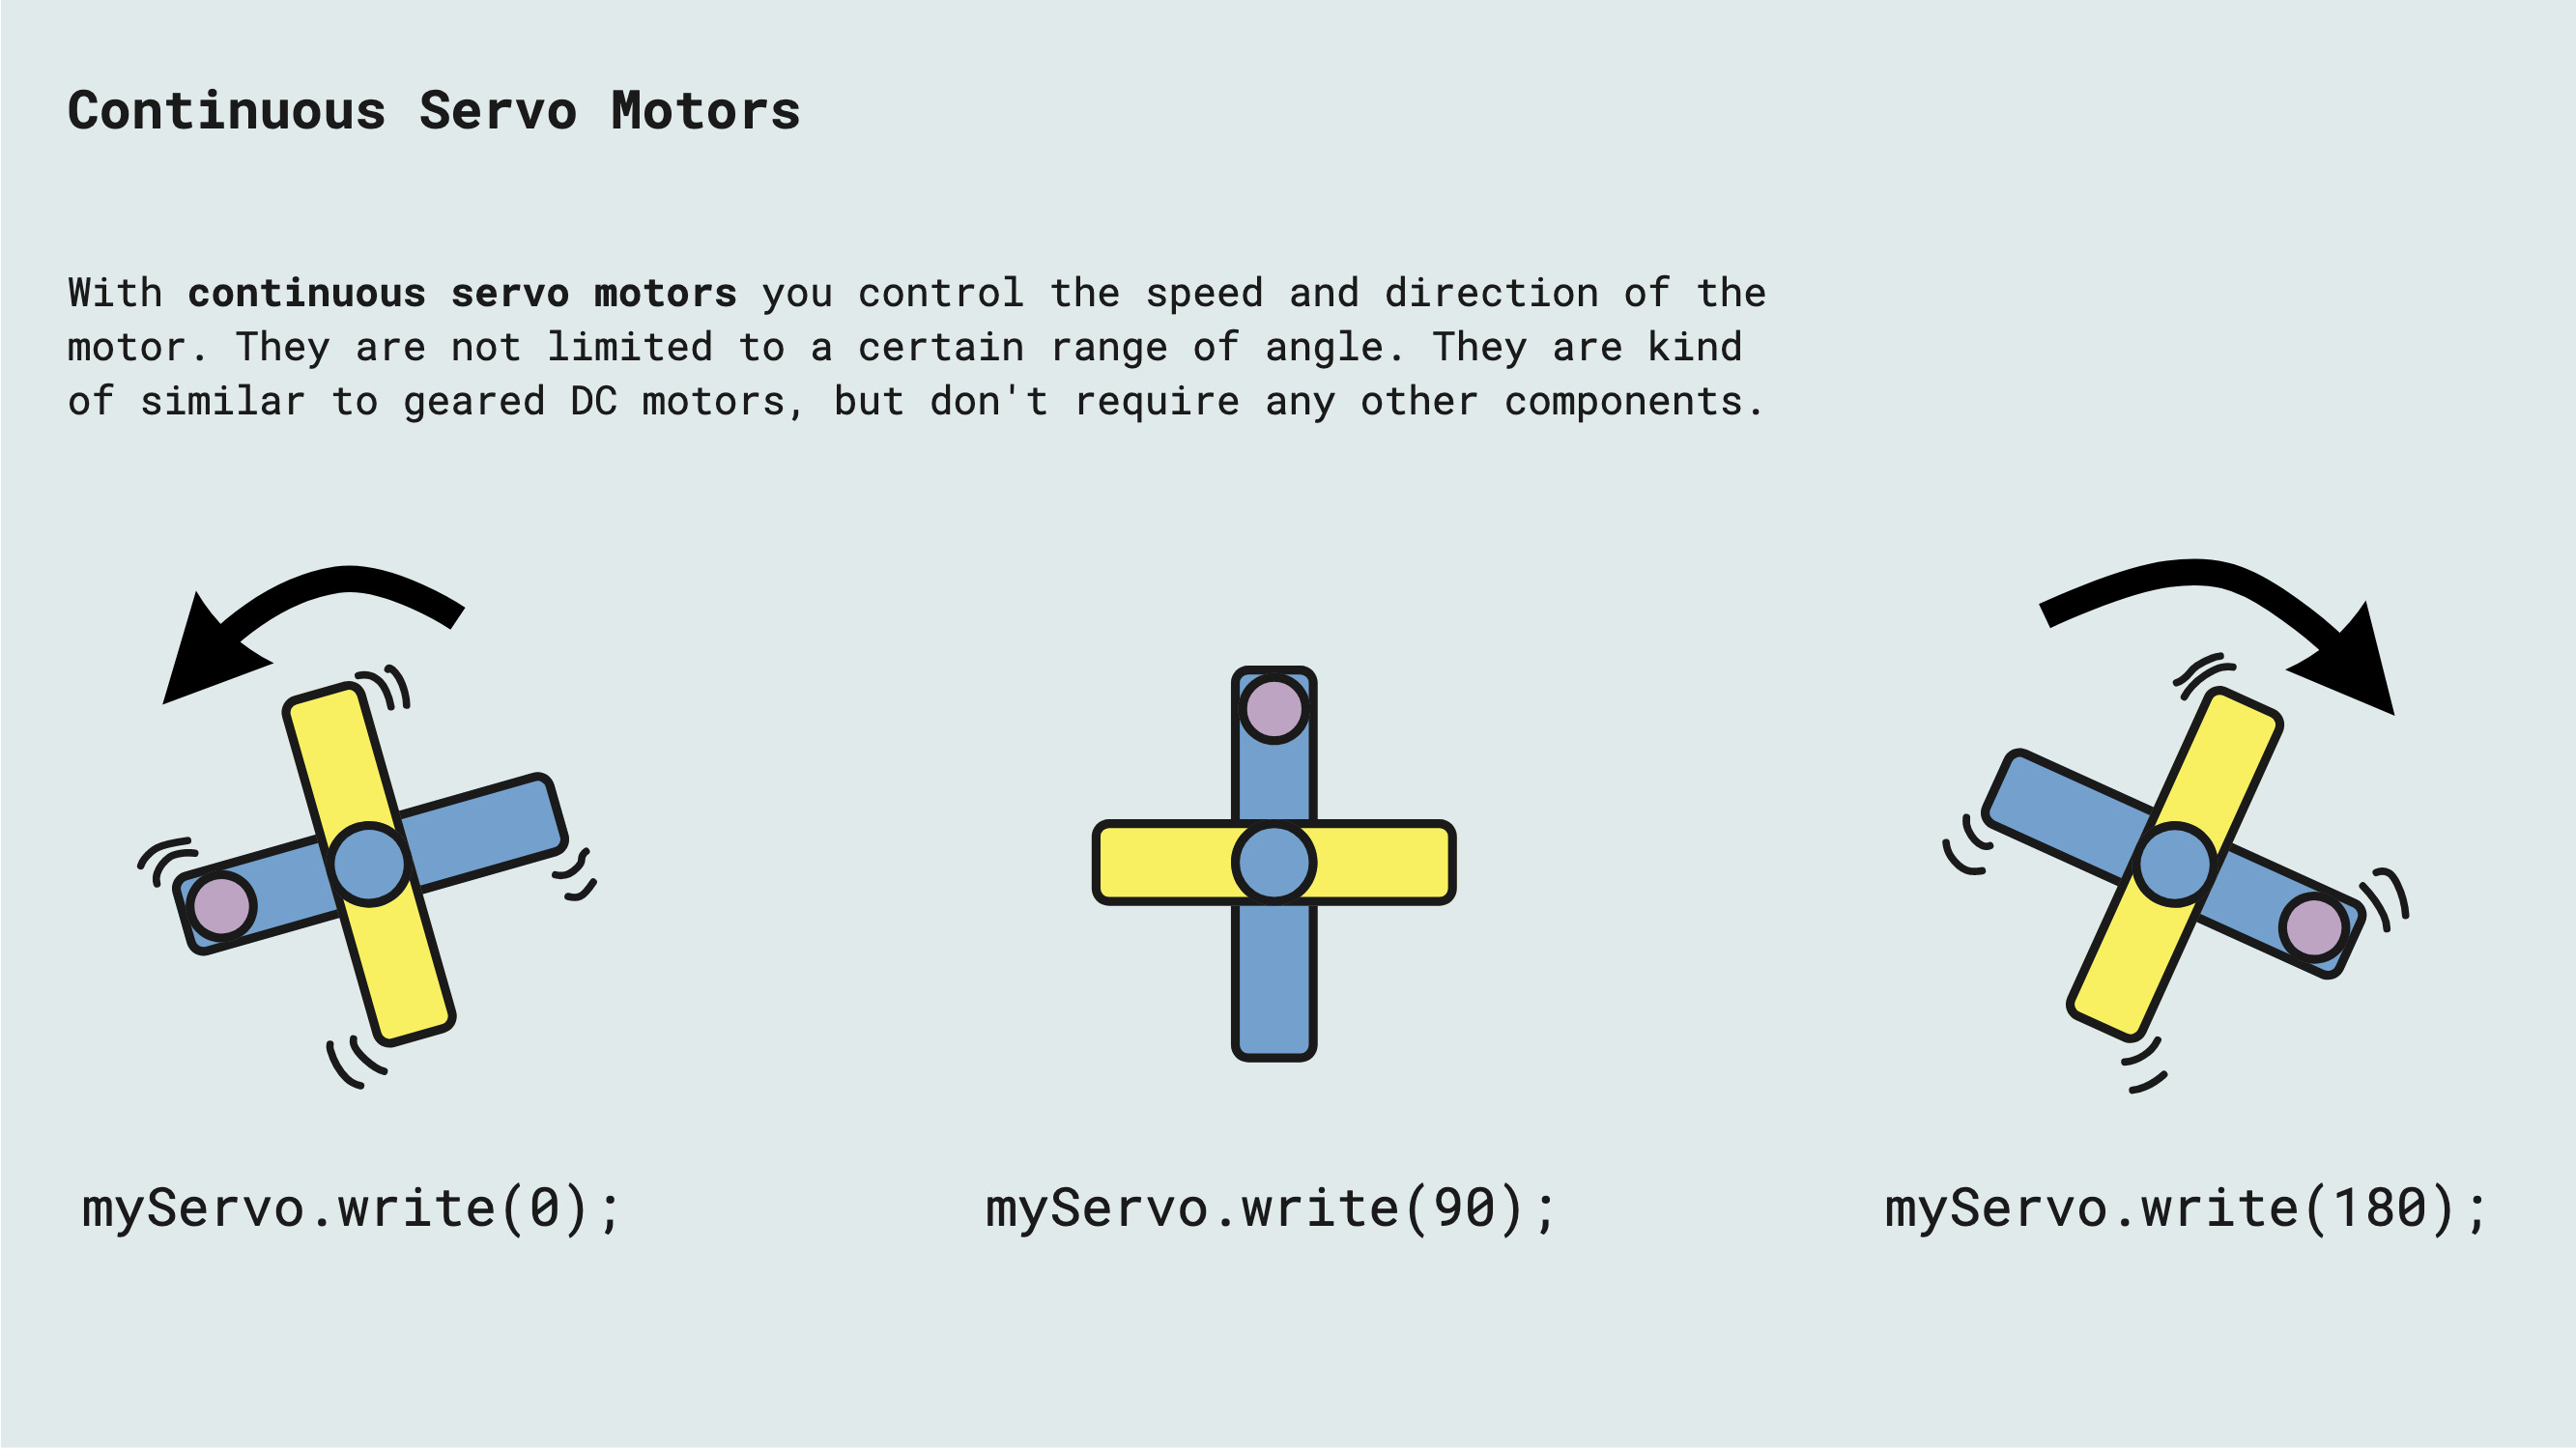 Continuous Servo Motors
With continuous servo motors you control the speed and direction of the
motor. They are not limited to a certain range of angle. They are kind
of similar to geared DC motors, but don't require any other components.
myServo.write(0);
myServo.write(90);
myServo.write(180);